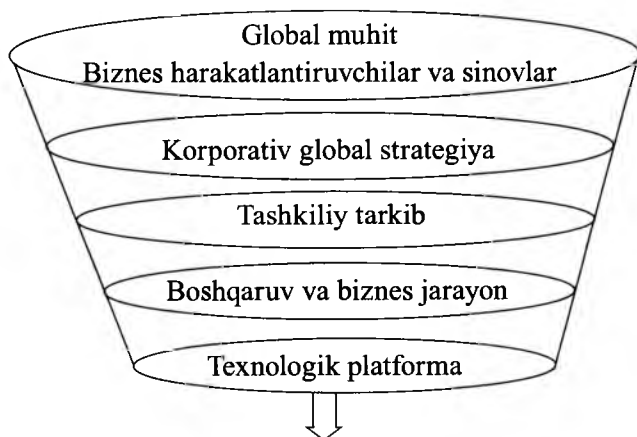 Global muhit
Biznes harakatlantiruvchilar va sinovlar
Korporativ global strategiya
Tashkiliy tarkib
Boshqaruv va biznes jarayon
Texnologik platforma